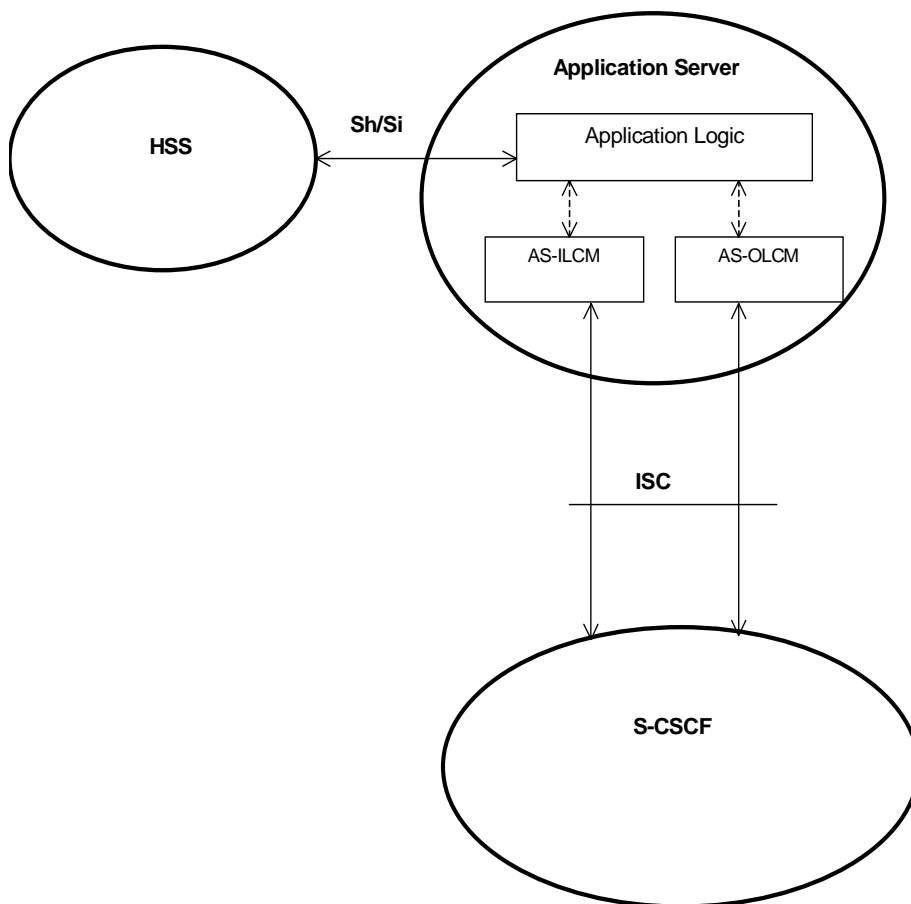 Application Server
Sh/Si
HSS
Application Logic
AS-ILCM
AS-OLCM
ISC
S-CSCF